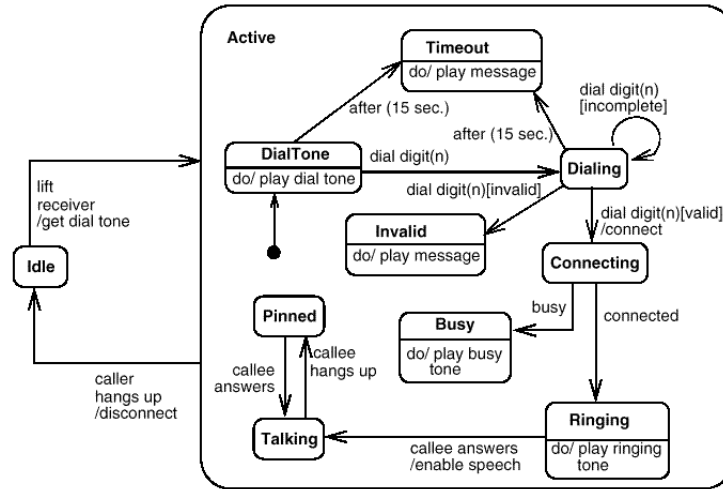 Active
Timeout
do/ play message
dial digit(n)
[incomplete]
after (15 sec.)
after (15 sec.)
DialTone
do/ play dial tone
dial digit(n)
Dialing
dial digit(n)[invalid]
lift
receiver
/get dial tone
Invalid
do/ play message
dial digit(n)[valid]
/connect
Idle
Connecting
Pinned
busy
connected
Busy
do/ play busy
tone
callee
answers
callee
hangs up
caller
hangs up
/disconnect
Talking
callee answers
/enable speech
Ringing
do/ play ringing
tone